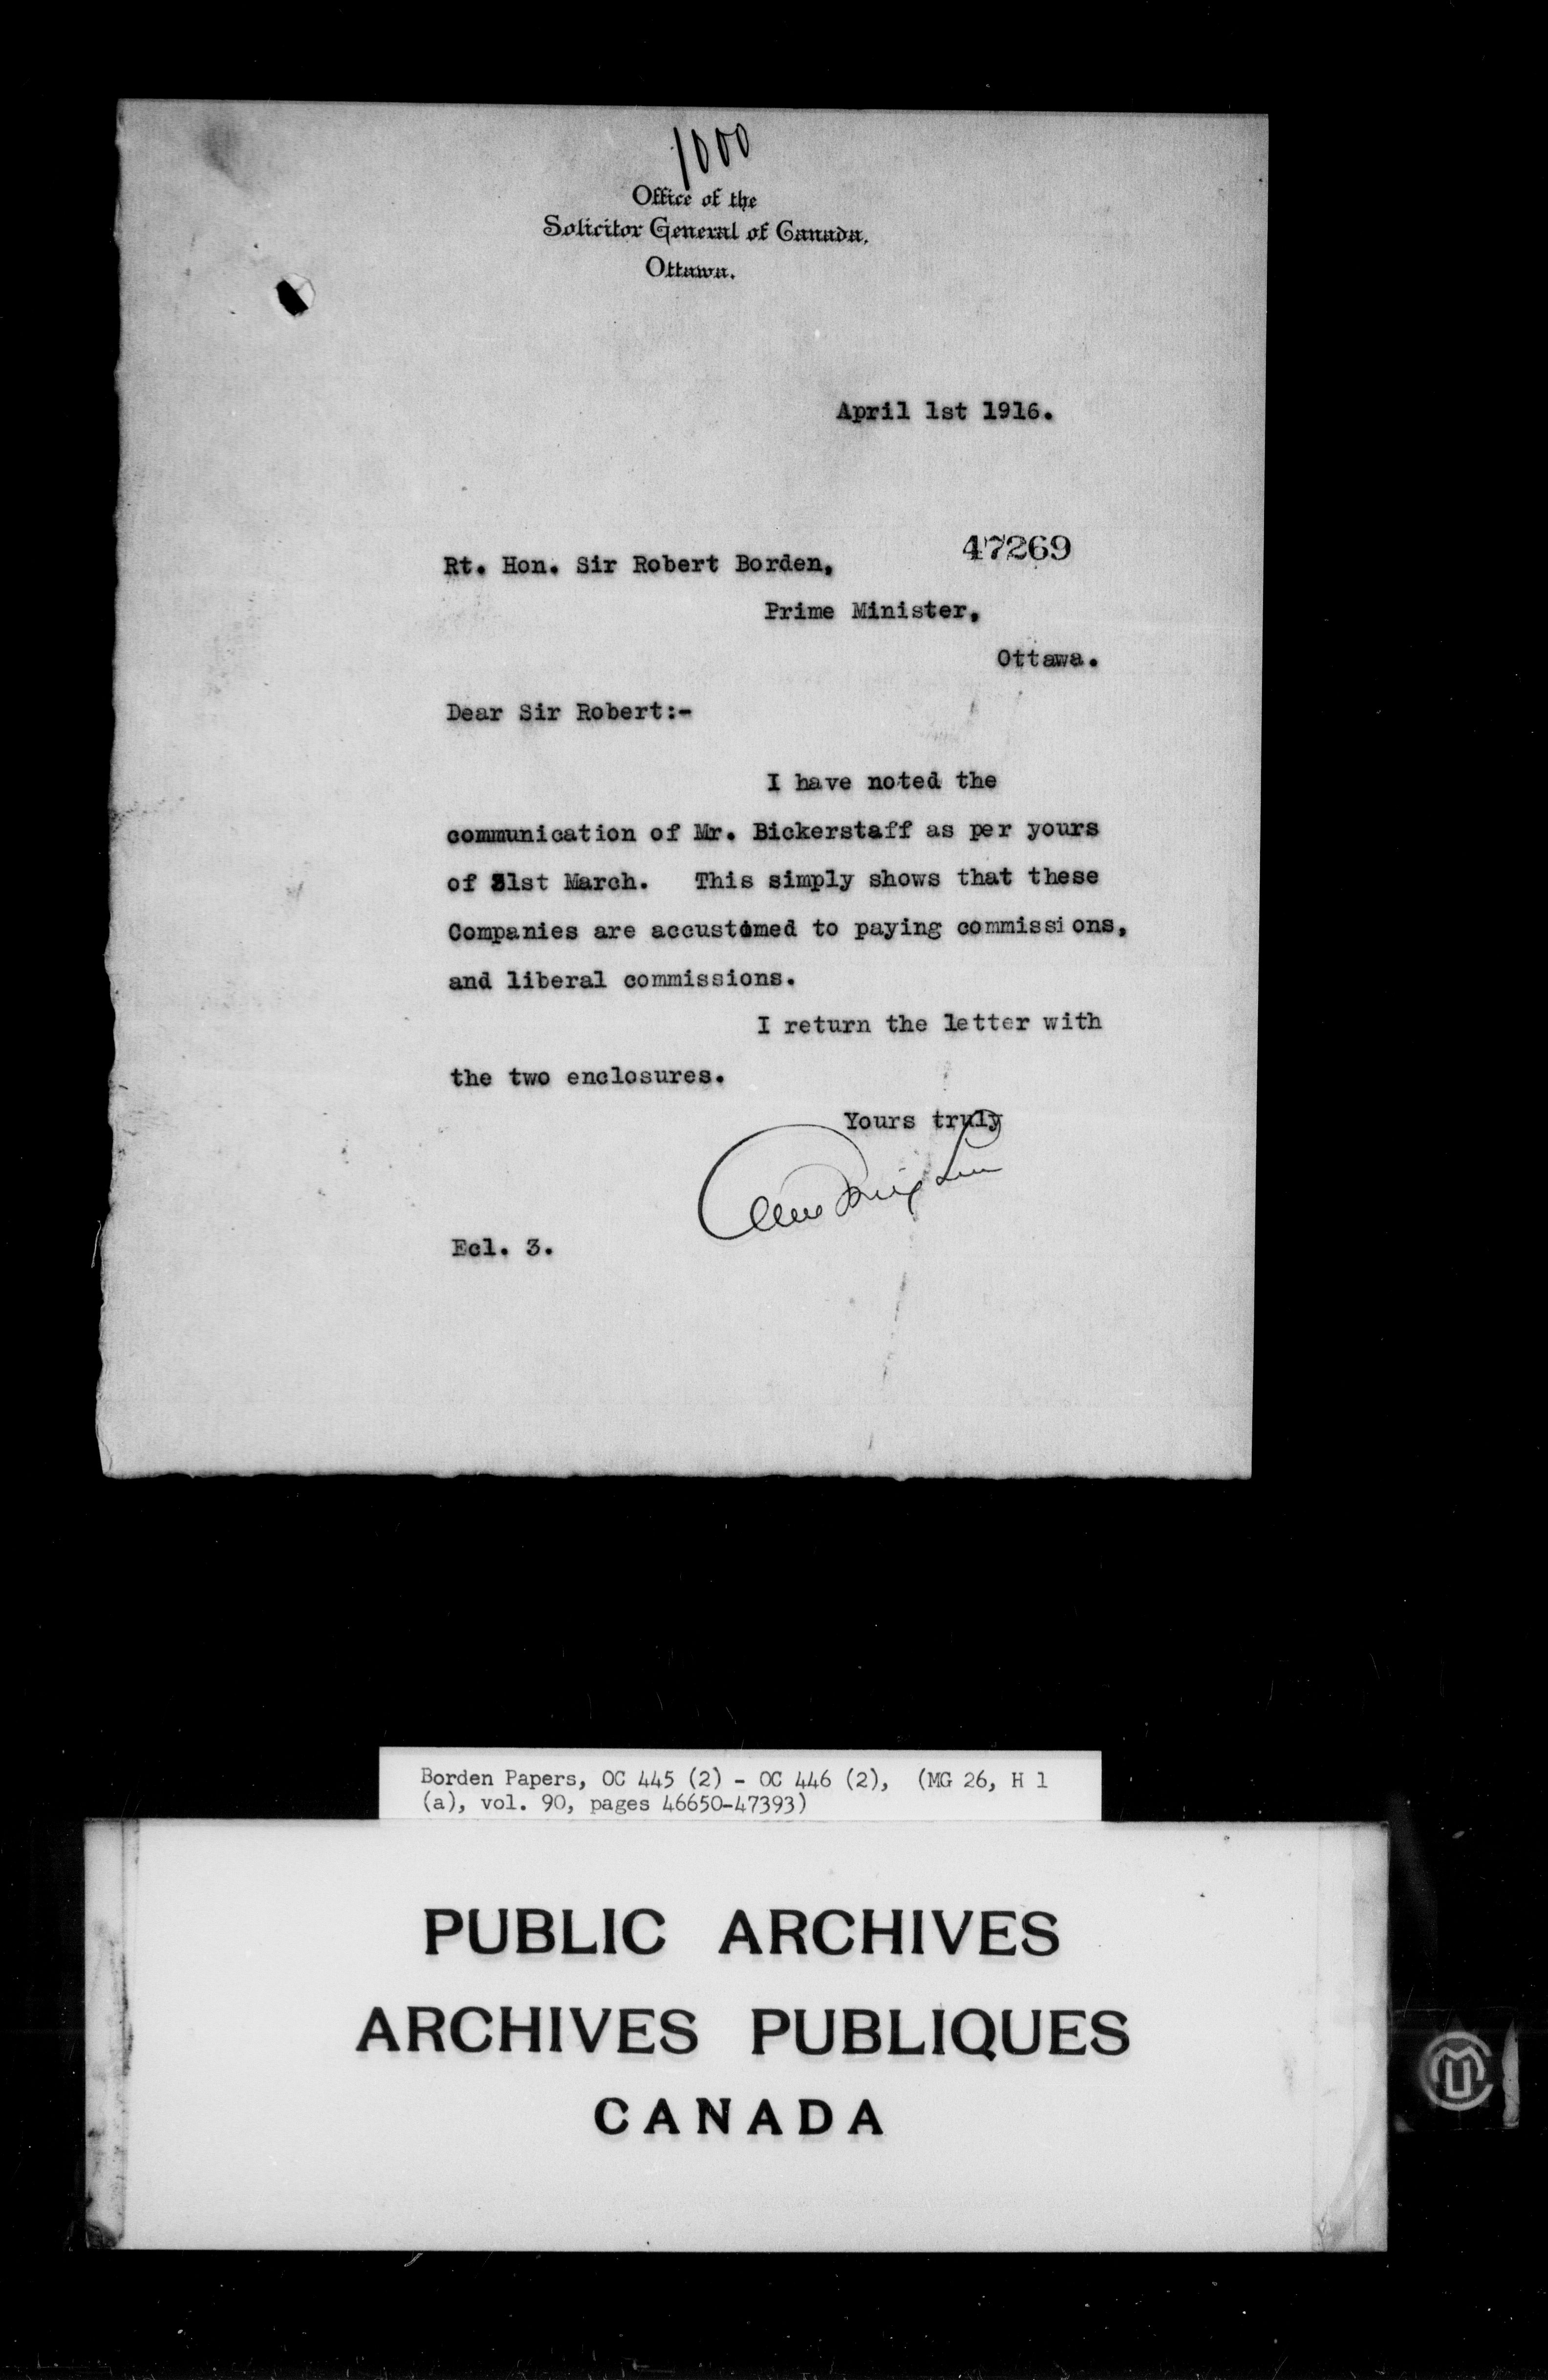 1000
Office of the
Solicitor General of Canada.
Ottawa.
April 1st 1916.
47269
Rt. Hon. Sir Robert Borden,
Prime Minister,
Ottawa.
Dear Sir Robert:-
I have noted the
communication of Mr. Bickerstaff as per yours
of 31st March. This simply shows that these
Companies are accustomed to paying commissions,
and liberal commissions.
I return the letter with
the two enclosures.
Yours truly
Ecl. 3.
Borden Papers, OC 445 (2) - OC 446 (2), (MG 26, H 1
(a), vol. 90, pages 46650-47393)
PUBLIC ARCHIVES
ARCHIVES PUBLIQUES
CANADA